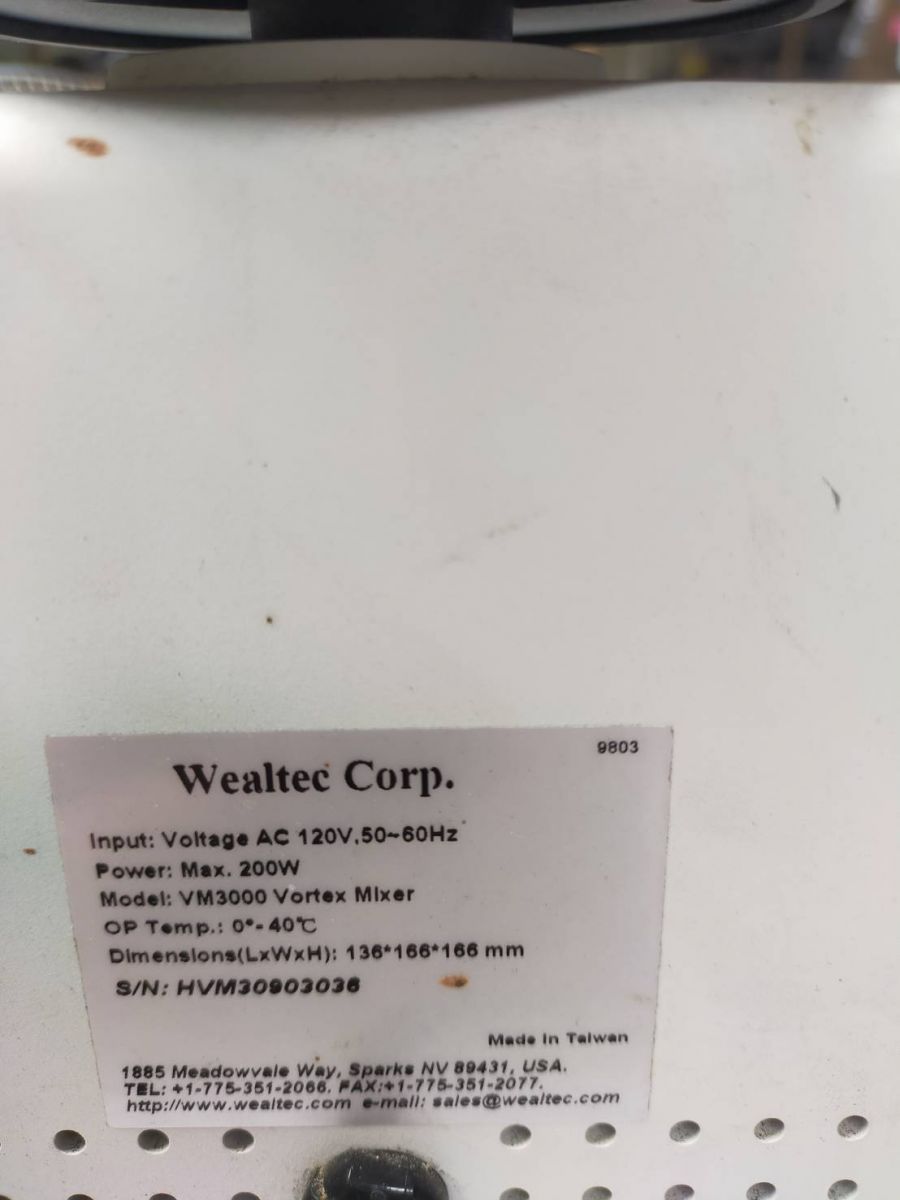 9803
Wealtec Corp.
Input: Voltage AC 120V,50~60Hz
Power: Max. 200W
Model: VM3000 Vortex Mixer
OP Temp.: 0°- 40℃
Dimensions(LxWxH): 136*166*166 mm
S/N: HVM30903036
Made In Taiwan
1885 Meadowvale Way, Sparks NV 89431, USA.
TEL: +1-775-351-2066. FAX:+1-775-351-2077.
http://www.wealtec.com e-mail: sales@wealtec.com